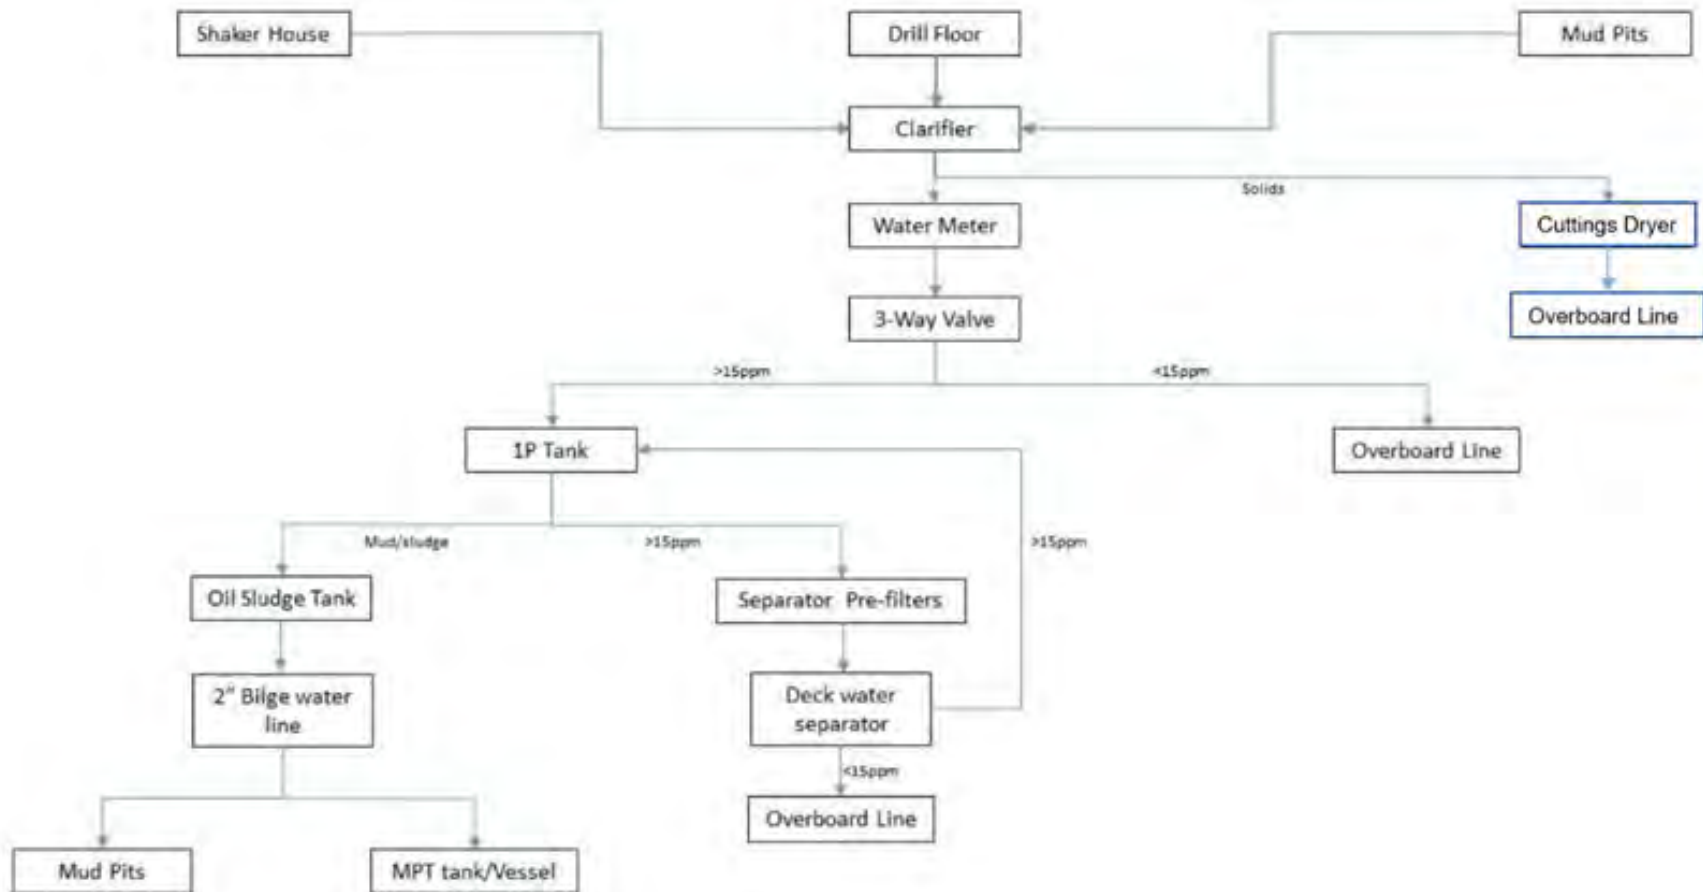 Shaker House
Drill Floor
Mud Pits
Clarifier
Solids
Water Meter
Cuttings Dryer
3-Way Valve
Overboard Line
>15ppm
<15ppm
1P Tank
Overboard Line
Mud/sludge
>15ppm
>15ppm
Oil Sludge Tank
Separator Pre-filters
2" Bilge water
line
Deck water
separator
<15ppm
Overboard Line
Mud Pits
MPT tank/Vessel